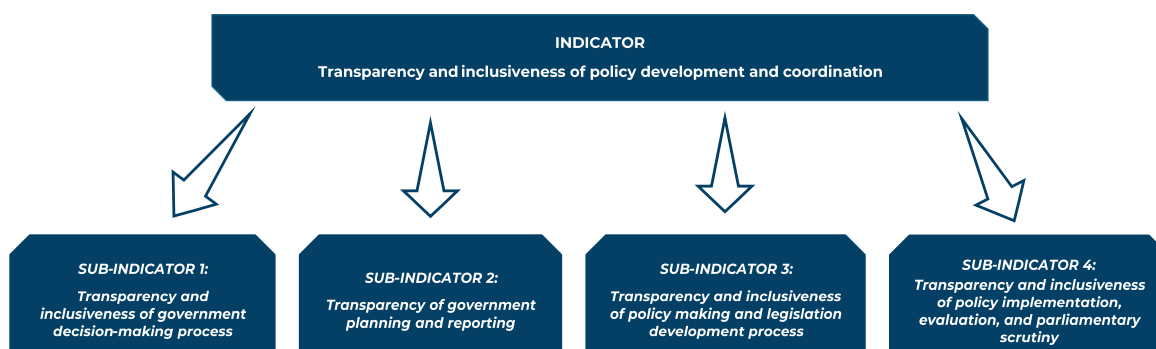 INDICATOR
Transparency and inclusiveness of policy development and coordination
SUB-INDICATOR 1:
Transparency and
inclusiveness of government
decision-making process
SUB-INDICATOR 2:
Transparency of government
planning and reporting
SUB-INDICATOR 3:
Transparency and inclusiveness
of policy making and legislation
development process
SUB-INDICATOR 4:
Transparency and inclusiveness
of policy implementation,
evaluation, and parliamentary
scrutiny